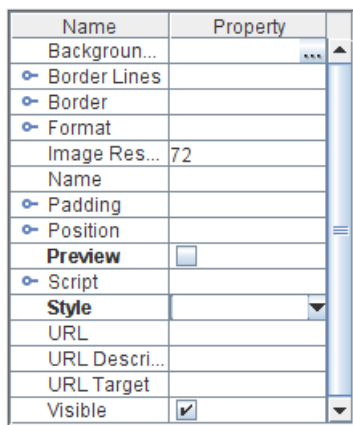 Name Property
Backgroun... ...
Border Lines
Border
Format
Image Res... 72
Name
Padding
Position
Preview
Script
Style
URL
URL Descri...
URL Target
Visible